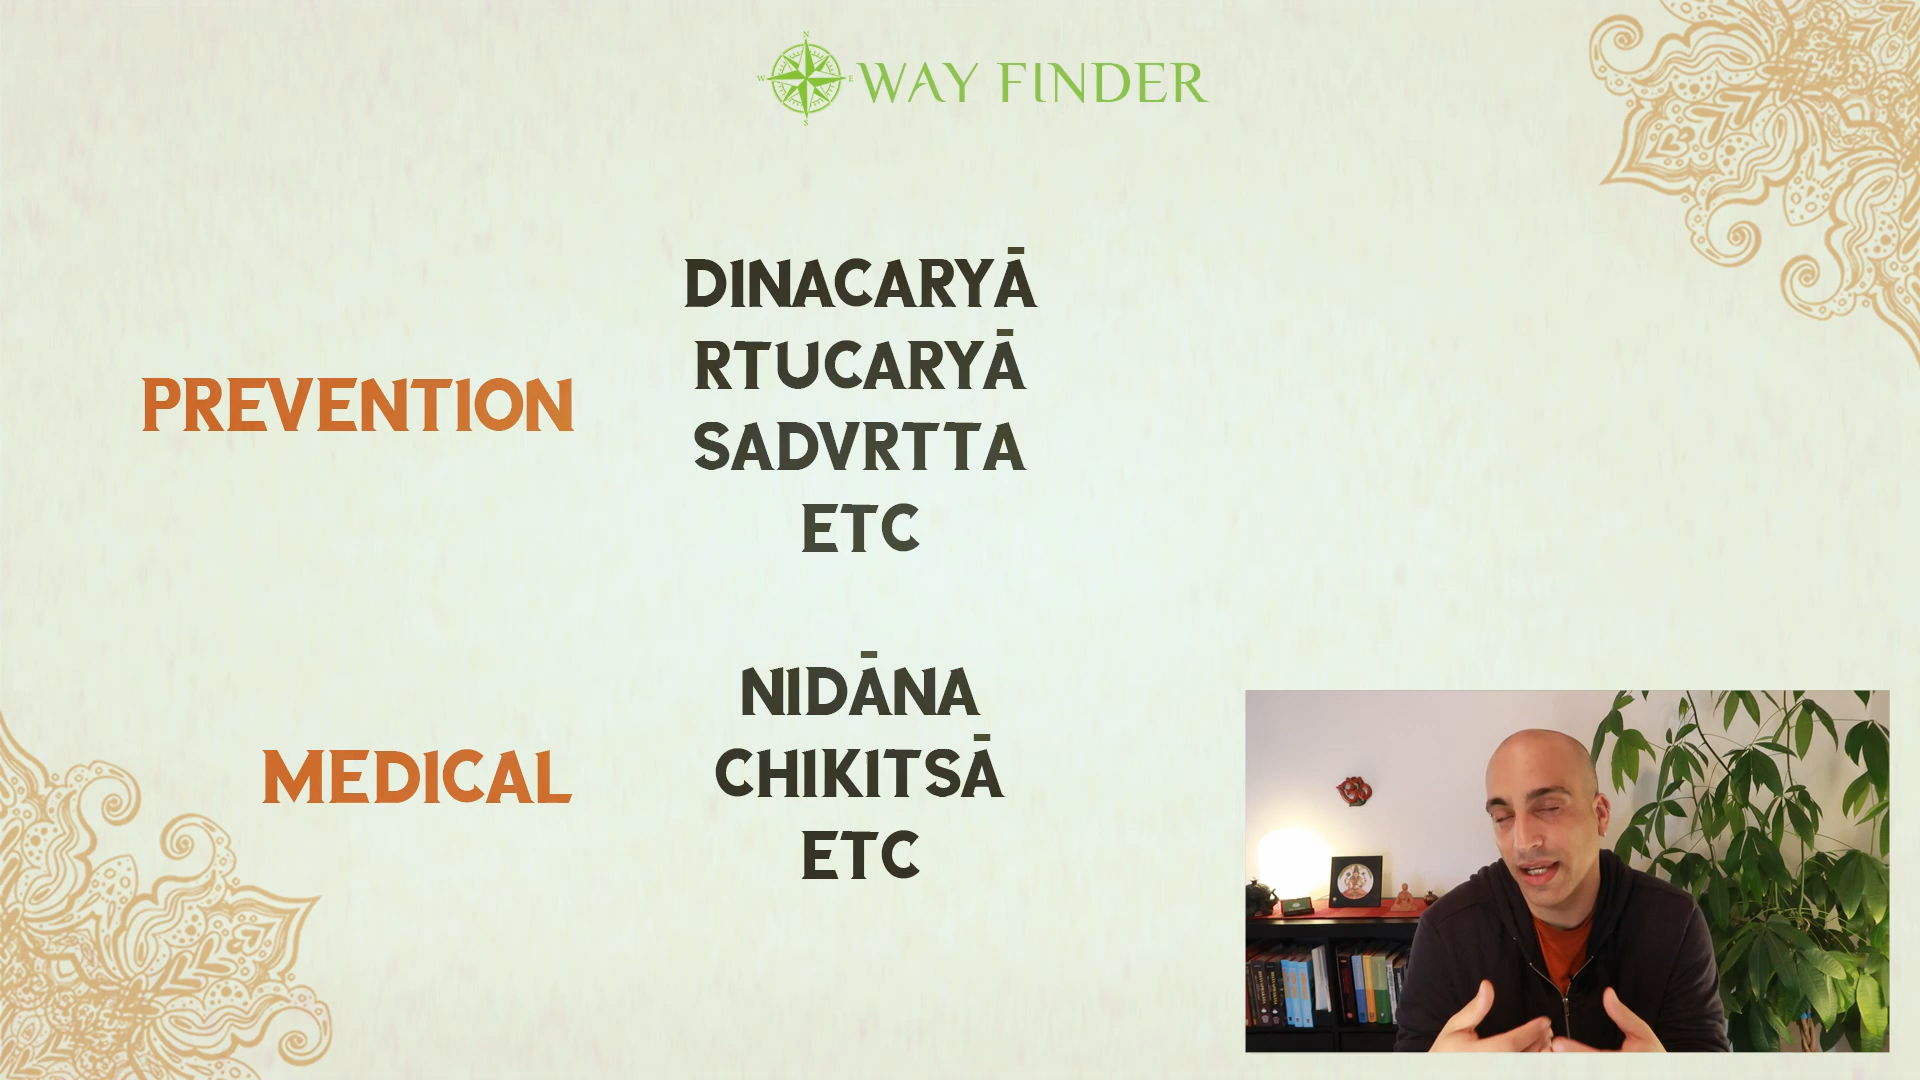 N
W E WAY FINDER
S
DINACARYĀ
RTUCARYĀ
PREVENTION
SADVRTTA
ETC
NIDĀNA
MEDICAL
CHIKITSĀ
ETC